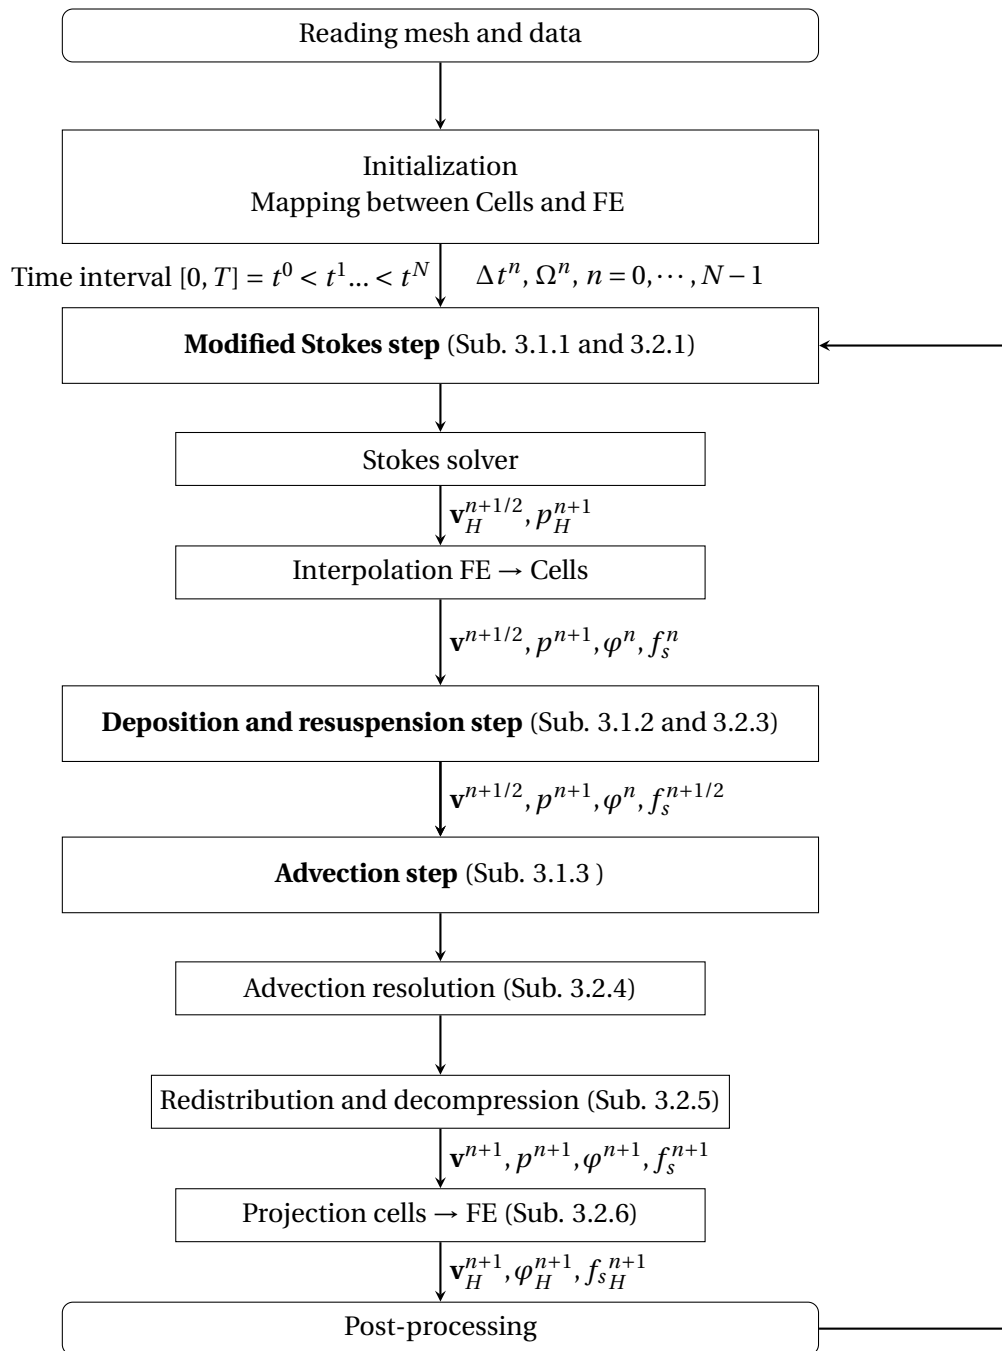 Reading mesh and data
Initialization
Mapping between Cells and FE
Time interval [0, T] = t^0 < t^1... < t^N    Δt^n, Ω^n, n = 0, ⋯, N − 1
Modified Stokes step (Sub. 3.1.1 and 3.2.1)
Stokes solver
v_H^{n+1/2}, p_H^{n+1}
Interpolation FE → Cells
v^{n+1/2}, p^{n+1}, φ^n, f_s^n
Deposition and resuspension step (Sub. 3.1.2 and 3.2.3)
v^{n+1/2}, p^{n+1}, φ^n, f_s^{n+1/2}
Advection step (Sub. 3.1.3 )
Advection resolution (Sub. 3.2.4)
Redistribution and decompression (Sub. 3.2.5)
v^{n+1}, p^{n+1}, φ^{n+1}, f_s^{n+1}
Projection cells → FE (Sub. 3.2.6)
v_H^{n+1}, φ_H^{n+1}, f_{s H}^{n+1}
Post-processing